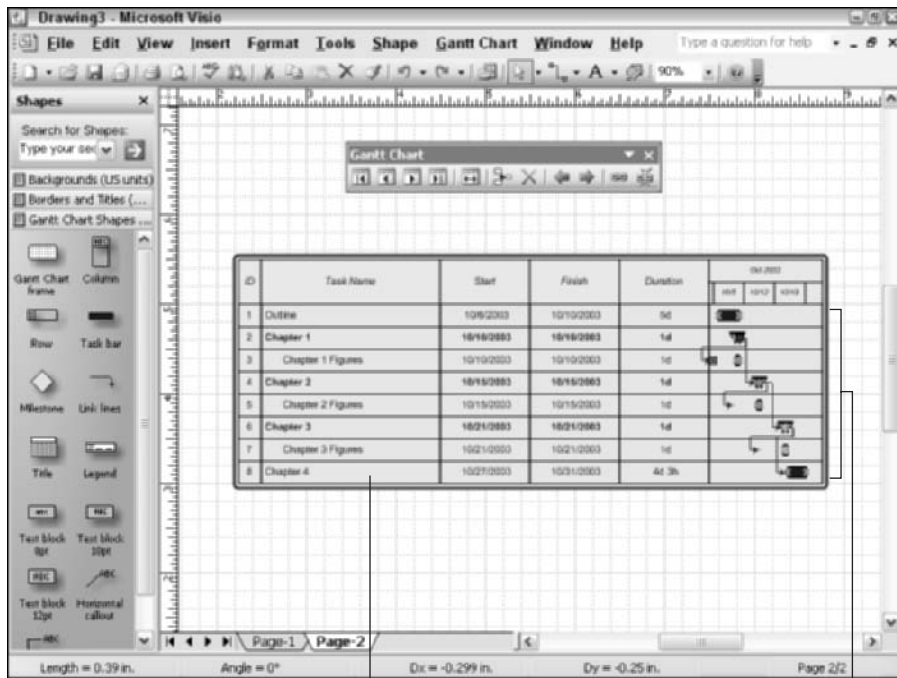 Drawing3 - Microsoft Visio
File Edit View Insert Format Tools Shape Gantt Chart Window Help Type a question for help
90%
Shapes
Search for Shapes:
Type your sea
Backgrounds (US units)
Borders and Titles (...
Gantt Chart Shapes ...
Gantt Chart frame
Column
Row
Task bar
Milestone
Link lines
Title
Legend
Text block 8pt
Text block 10pt
Text block 12pt
Horizontal callout
Gantt Chart
ID Task Name Start Finish Duration
1 Outline 10/6/2003 10/10/2003 5d
2 Chapter 1 10/10/2003 10/10/2003 1d
3 Chapter 1 Figures 10/10/2003 10/10/2003 1d
4 Chapter 2 10/15/2003 10/15/2003 1d
5 Chapter 2 Figures 10/15/2003 10/15/2003 1d
6 Chapter 3 10/21/2003 10/21/2003 1d
7 Chapter 3 Figures 10/21/2003 10/21/2003 1d
8 Chapter 4 10/27/2003 10/31/2003 4d 3h
Page-1 Page-2
Length = 0.39 in. Angle = 0° Dx = -0.299 in. Dy = -0.25 in. Page 2/2